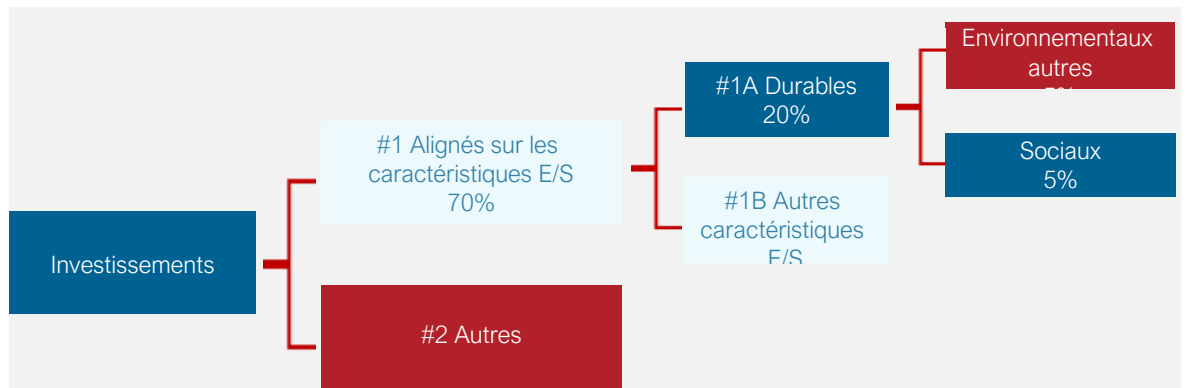 Environnementaux
autres
#1A Durables
20%
#1 Alignés sur les
caractéristiques E/S
70%
Sociaux
5%
#1B Autres
caractéristiques
E/S
Investissements
#2 Autres